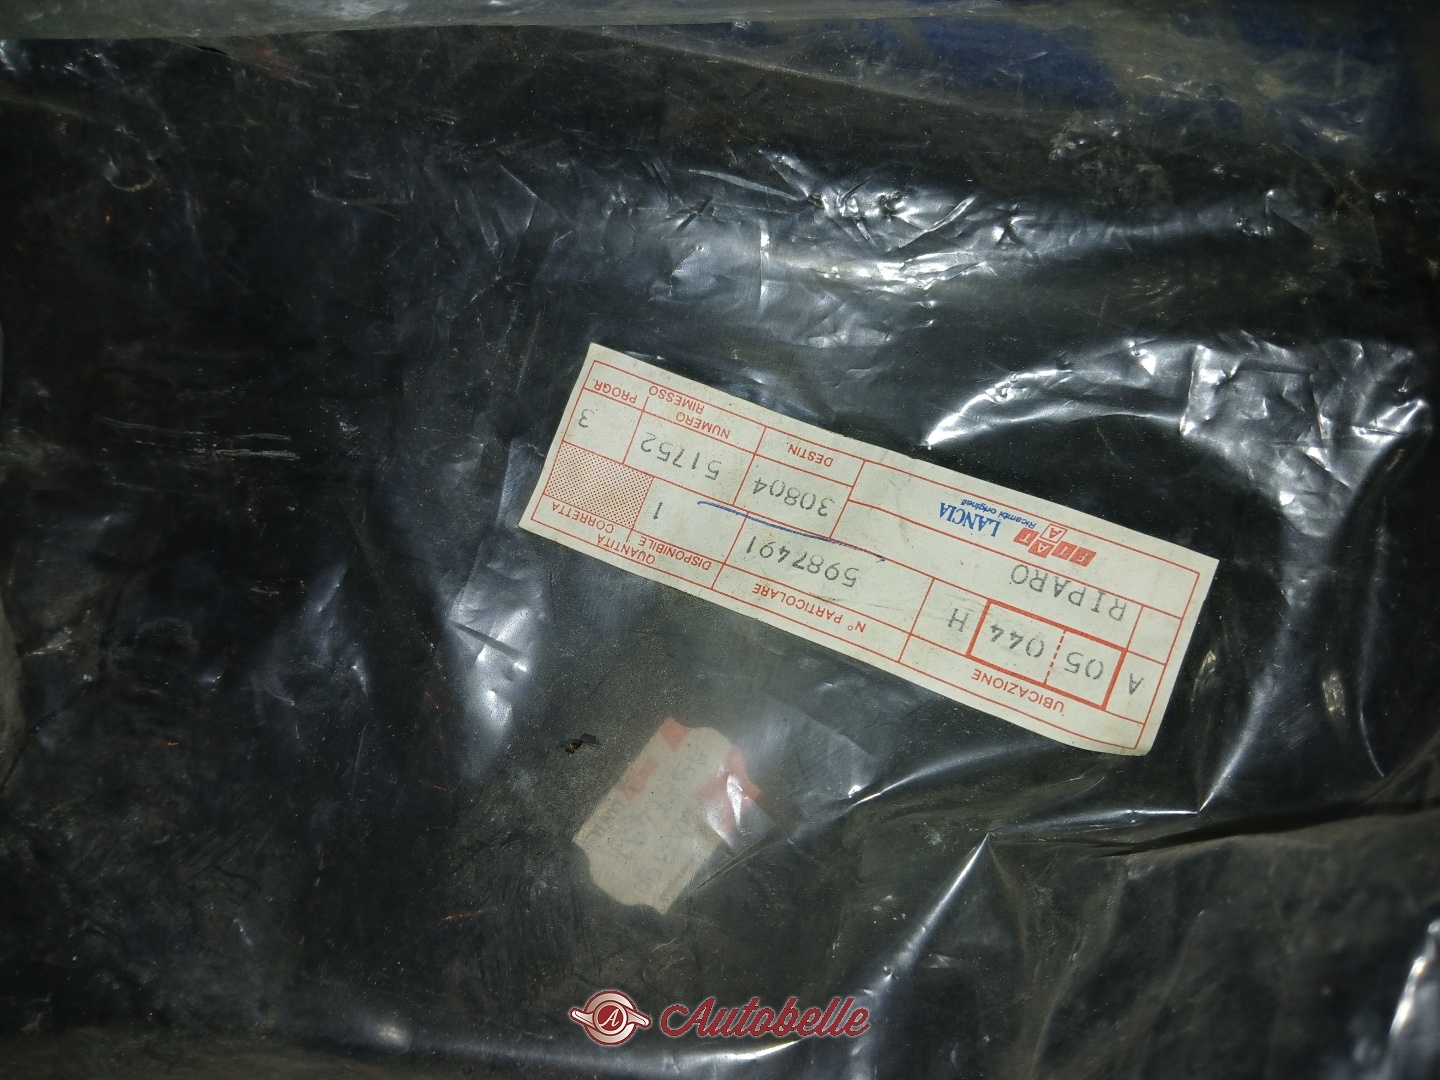 UBICAZIONE
N° PARTICOLARE
QUANTITA
DISPONIBILE
CORRETTA
A 05 044 H
5987491
1
RIPARO
FIAT
LANCIA
Ricambi originali
DESTIN.
30804
NUMERO RIMESSO
51752
PROGR.
3
A Autobelle